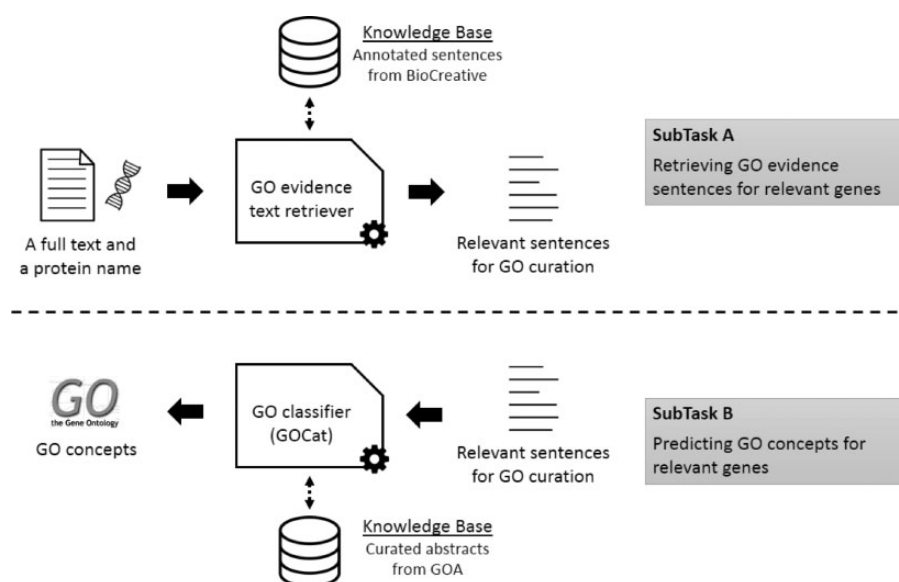 Knowledge Base
Annotated sentences
from BioCreative
GO evidence
text retriever
A full text and
a protein name
Relevant sentences
for GO curation
SubTask A
Retrieving GO evidence
sentences for relevant genes
GO
the Gene Ontology
GO concepts
GO classifier
(GOCat)
Relevant sentences
for GO curation
SubTask B
Predicting GO concepts for
relevant genes
Knowledge Base
Curated abstracts
from GOA